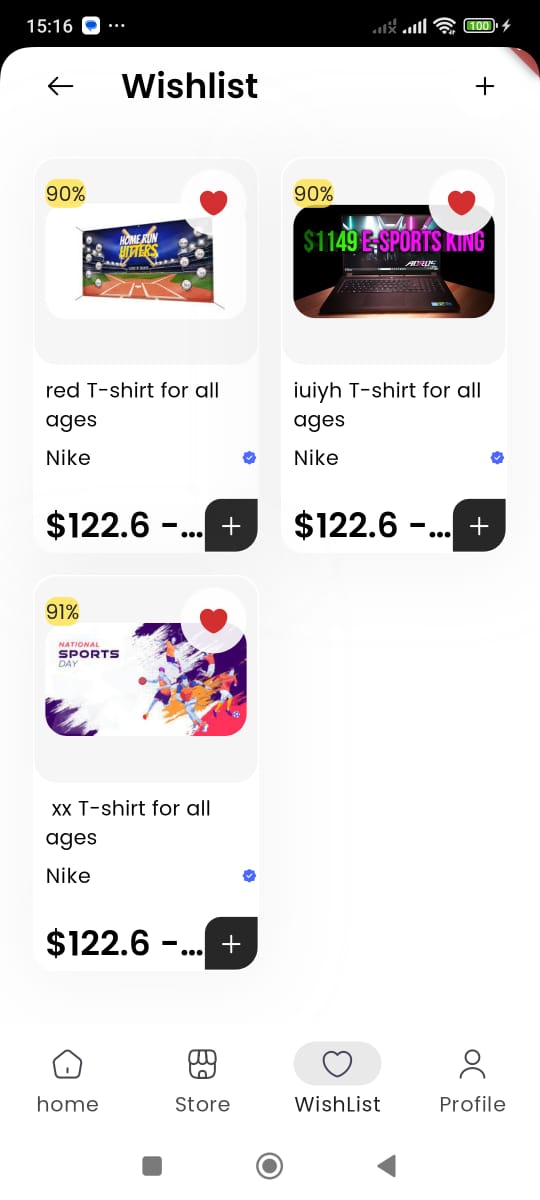 15:16
100
Wishlist
90%
HOME RUN
HITTERS
90%
$1149 E-SPORTS KING
AORUS
red T-shirt for all
ages
Nike
$122.6 -...
iuiyh T-shirt for all
ages
Nike
$122.6 -...
91%
NATIONAL
SPORTS
DAY
xx T-shirt for all
ages
Nike
$122.6 -...
home
Store
WishList
Profile